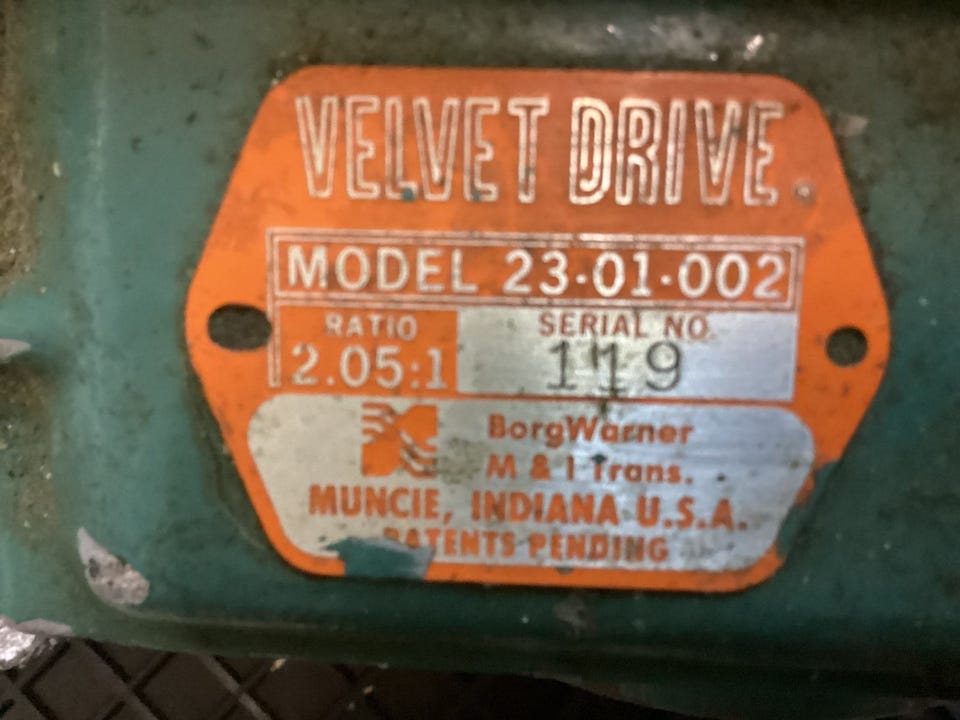 VELVET DRIVE ®
MODEL 23-01-002
RATIO
SERIAL NO.
2.05:1
119
BorgWarner
M & I Trans.
MUNCIE, INDIANA U.S.A.
PATENTS PENDING